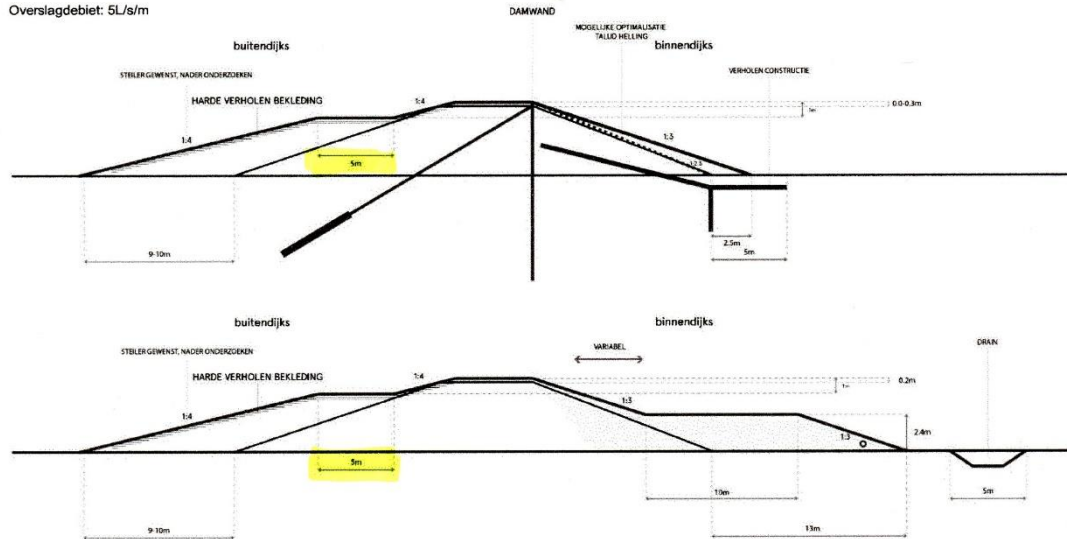 Overslagdebiet: 5L/s/m
DAMWAND
MOGELIJKE OPTIMALISATIE
TALUD HELLING
buitendijks
binnendijks
STEILER GEWENST, NADER ONDERZOEKEN
VERHOLEN CONSTRUCTIE
HARDE VERHOLEN BEKLEDING
1:4
0.0-0.3m
1m
1:4
1:3
5m
1:2.5
2.5m
9-10m
5m
buitendijks
binnendijks
STEILER GEWENST, NADER ONDERZOEKEN
VARIABEL
DRAIN
HARDE VERHOLEN BEKLEDING
1:4
0.2m
1m
1:4
1:3
2.4m
1:3
5m
10m
5m
9-10m
13m